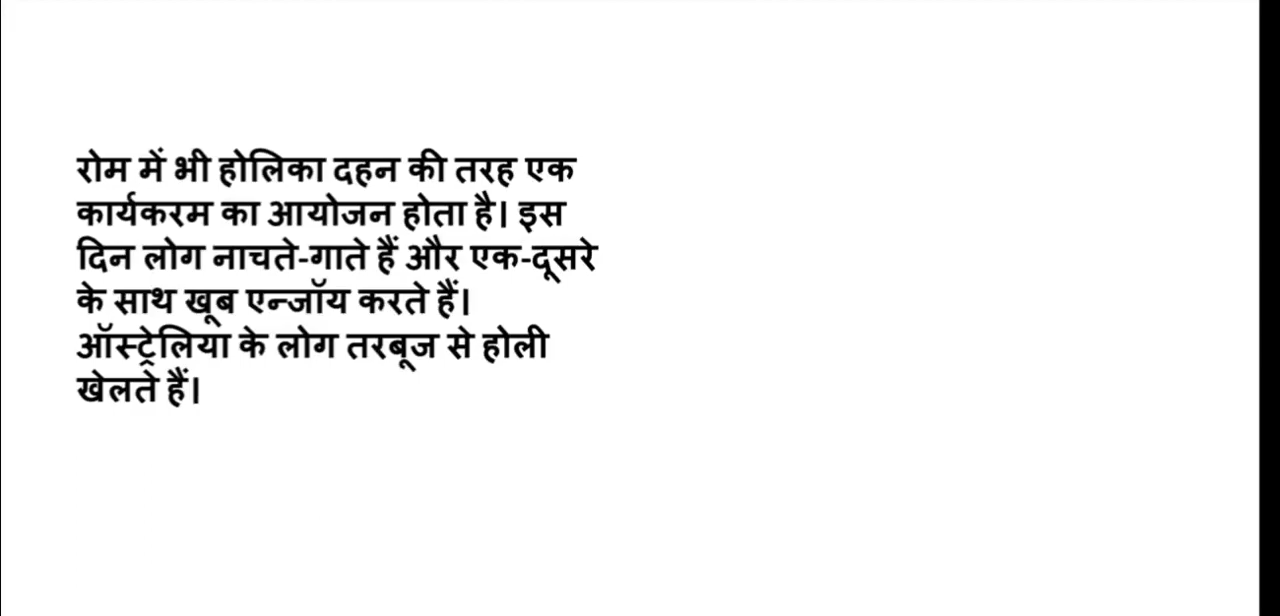 रोम में भी होलिका दहन की तरह एक
कार्यकरम का आयोजन होता है। इस
दिन लोग नाचते-गाते हैं और एक-दूसरे
के साथ खूब एन्जॉय करते हैं।
ऑस्ट्रेलिया के लोग तरबूज से होली
खेलते हैं।